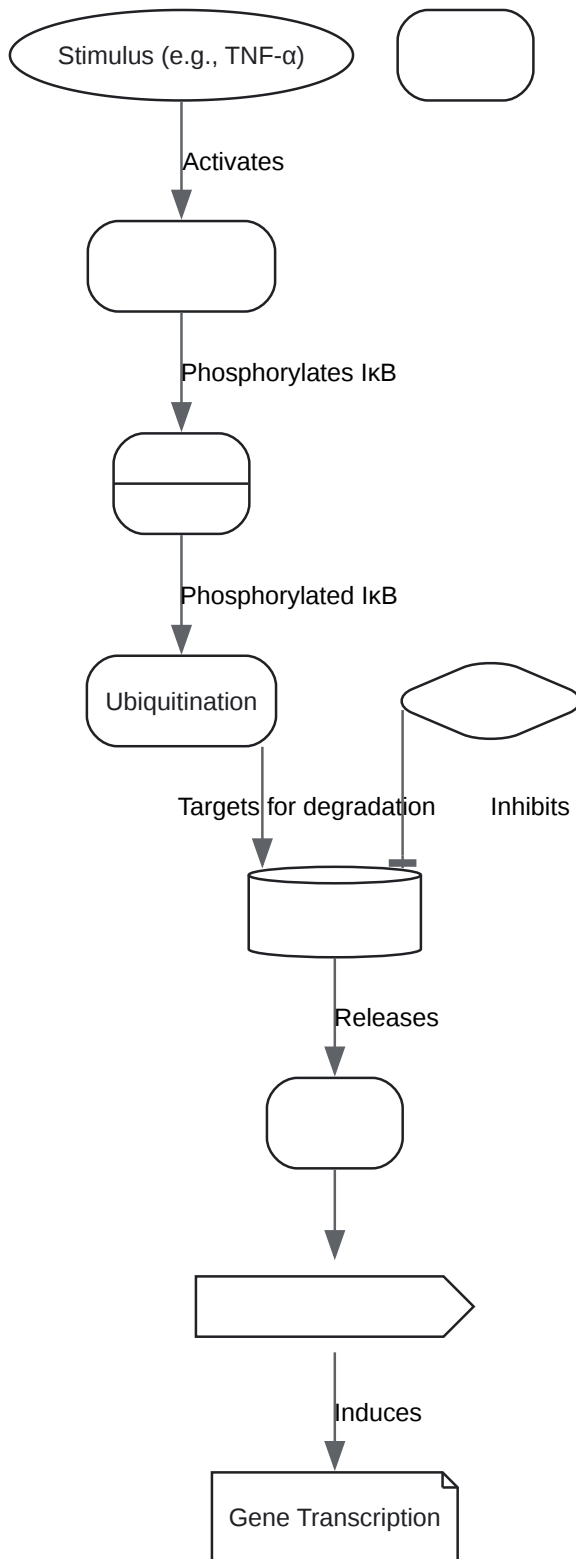 Stimulus (e.g., TNF-α)
Activates
Phosphorylates IκB
Phosphorylated IκB
Ubiquitination
Targets for degradation
Inhibits
Releases
Induces
Gene Transcription